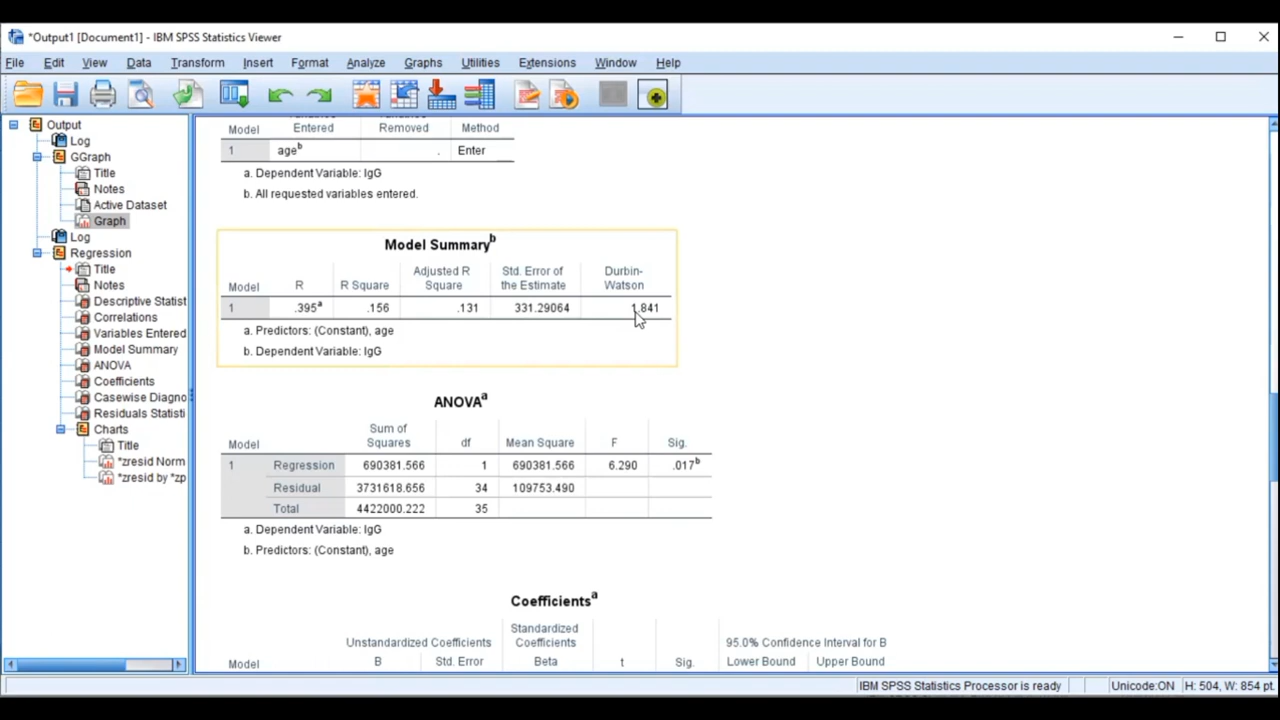 *Output1 [Document1] - IBM SPSS Statistics Viewer
File Edit View Data Transform Insert Format Analyze Graphs Utilities Extensions Window Help
Output
Log
GGraph
Title
Notes
Active Dataset
Graph
Log
Regression
Title
Notes
Descriptive Statist
Correlations
Variables Entered
Model Summary
ANOVA
Coefficients
Casewise Diagno
Residuals Statisti
Charts
Title
*zresid Norm
*zresid by *zp
Model Entered Removed Method
1 age b . Enter
a. Dependent Variable: IgG
b. All requested variables entered.
Model Summary b
Model R R Square Adjusted R Square Std. Error of the Estimate Durbin-Watson
1 .395 a .156 .131 331.29064 1.841
a. Predictors: (Constant), age
b. Dependent Variable: IgG
ANOVA a
Model Sum of Squares df Mean Square F Sig.
1 Regression 690381.566 1 690381.566 6.290 .017 b
Residual 3731618.656 34 109753.490
Total 4422000.222 35
a. Dependent Variable: IgG
b. Predictors: (Constant), age
Coefficients a
Unstandardized Coefficients Standardized Coefficients 95.0% Confidence Interval for B
Model B Std. Error Beta t Sig. Lower Bound Upper Bound
IBM SPSS Statistics Processor is ready Unicode:ON H: 504, W: 854 pt.